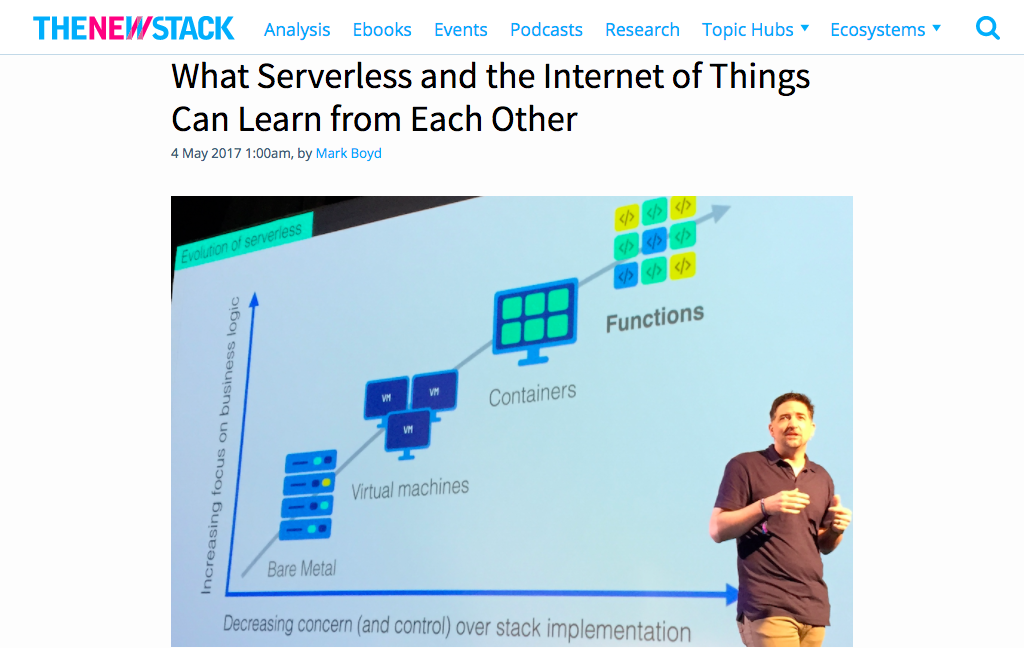 THENEWSTACK
Analysis
Ebooks
Events
Podcasts
Research
Topic Hubs
Ecosystems
What Serverless and the Internet of Things
Can Learn from Each Other
4 May 2017 1:00am, by Mark Boyd
Evolution of serverless
Increasing focus on business logic
</> </> </>
</> </> </>
</> </> </>
Functions
Containers
VM VM
VM
Virtual machines
Bare Metal
Decreasing concern (and control) over stack implementation